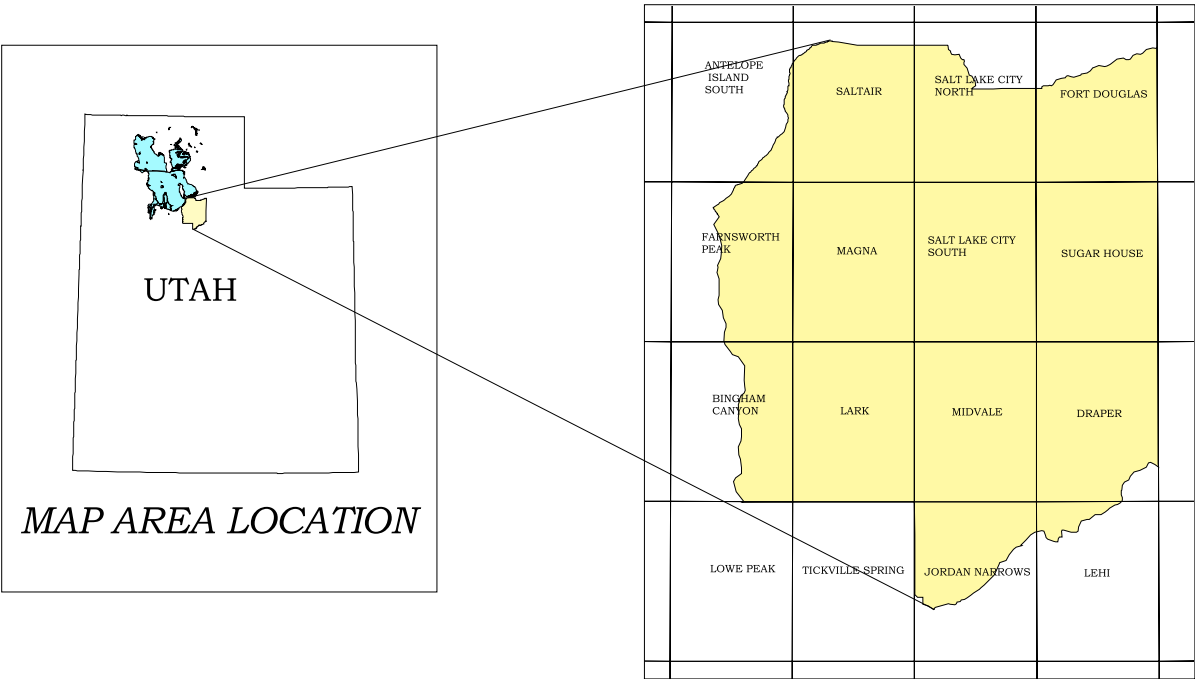 UTAH
MAP AREA LOCATION
ANTELOPE
ISLAND
SOUTH
SALTAIR
SALT LAKE CITY
NORTH
FORT DOUGLAS
FARNSWORTH
PEAK
MAGNA
SALT LAKE CITY
SOUTH
SUGAR HOUSE
BINGHAM
CANYON
LARK
MIDVALE
DRAPER
LOWE PEAK
TICKVILLE SPRING
JORDAN NARROWS
LEHI